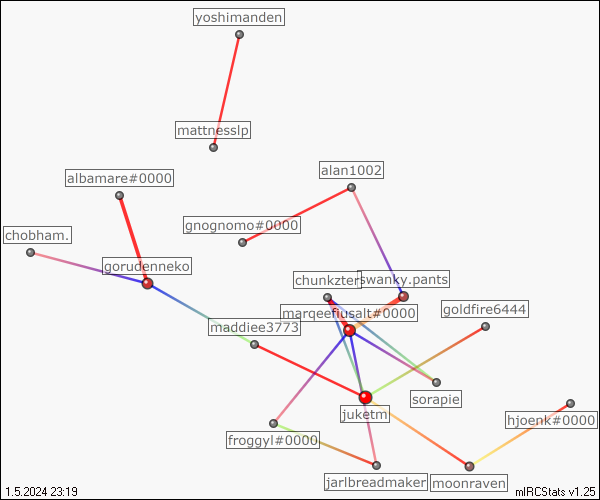 yoshimanden
mattnesslp
alan1002
albamare#0000
gnognomo#0000
chobham.
gorudenneko
chunkzter
swanky.pants
marqeefiusalt#0000
goldfire6444
maddiee3773
sorapie
juketm
hjoenk#0000
froggyl#0000
jarlbreadmaker
moonraven
1.5.2024 23:19
mIRCStats v1.25